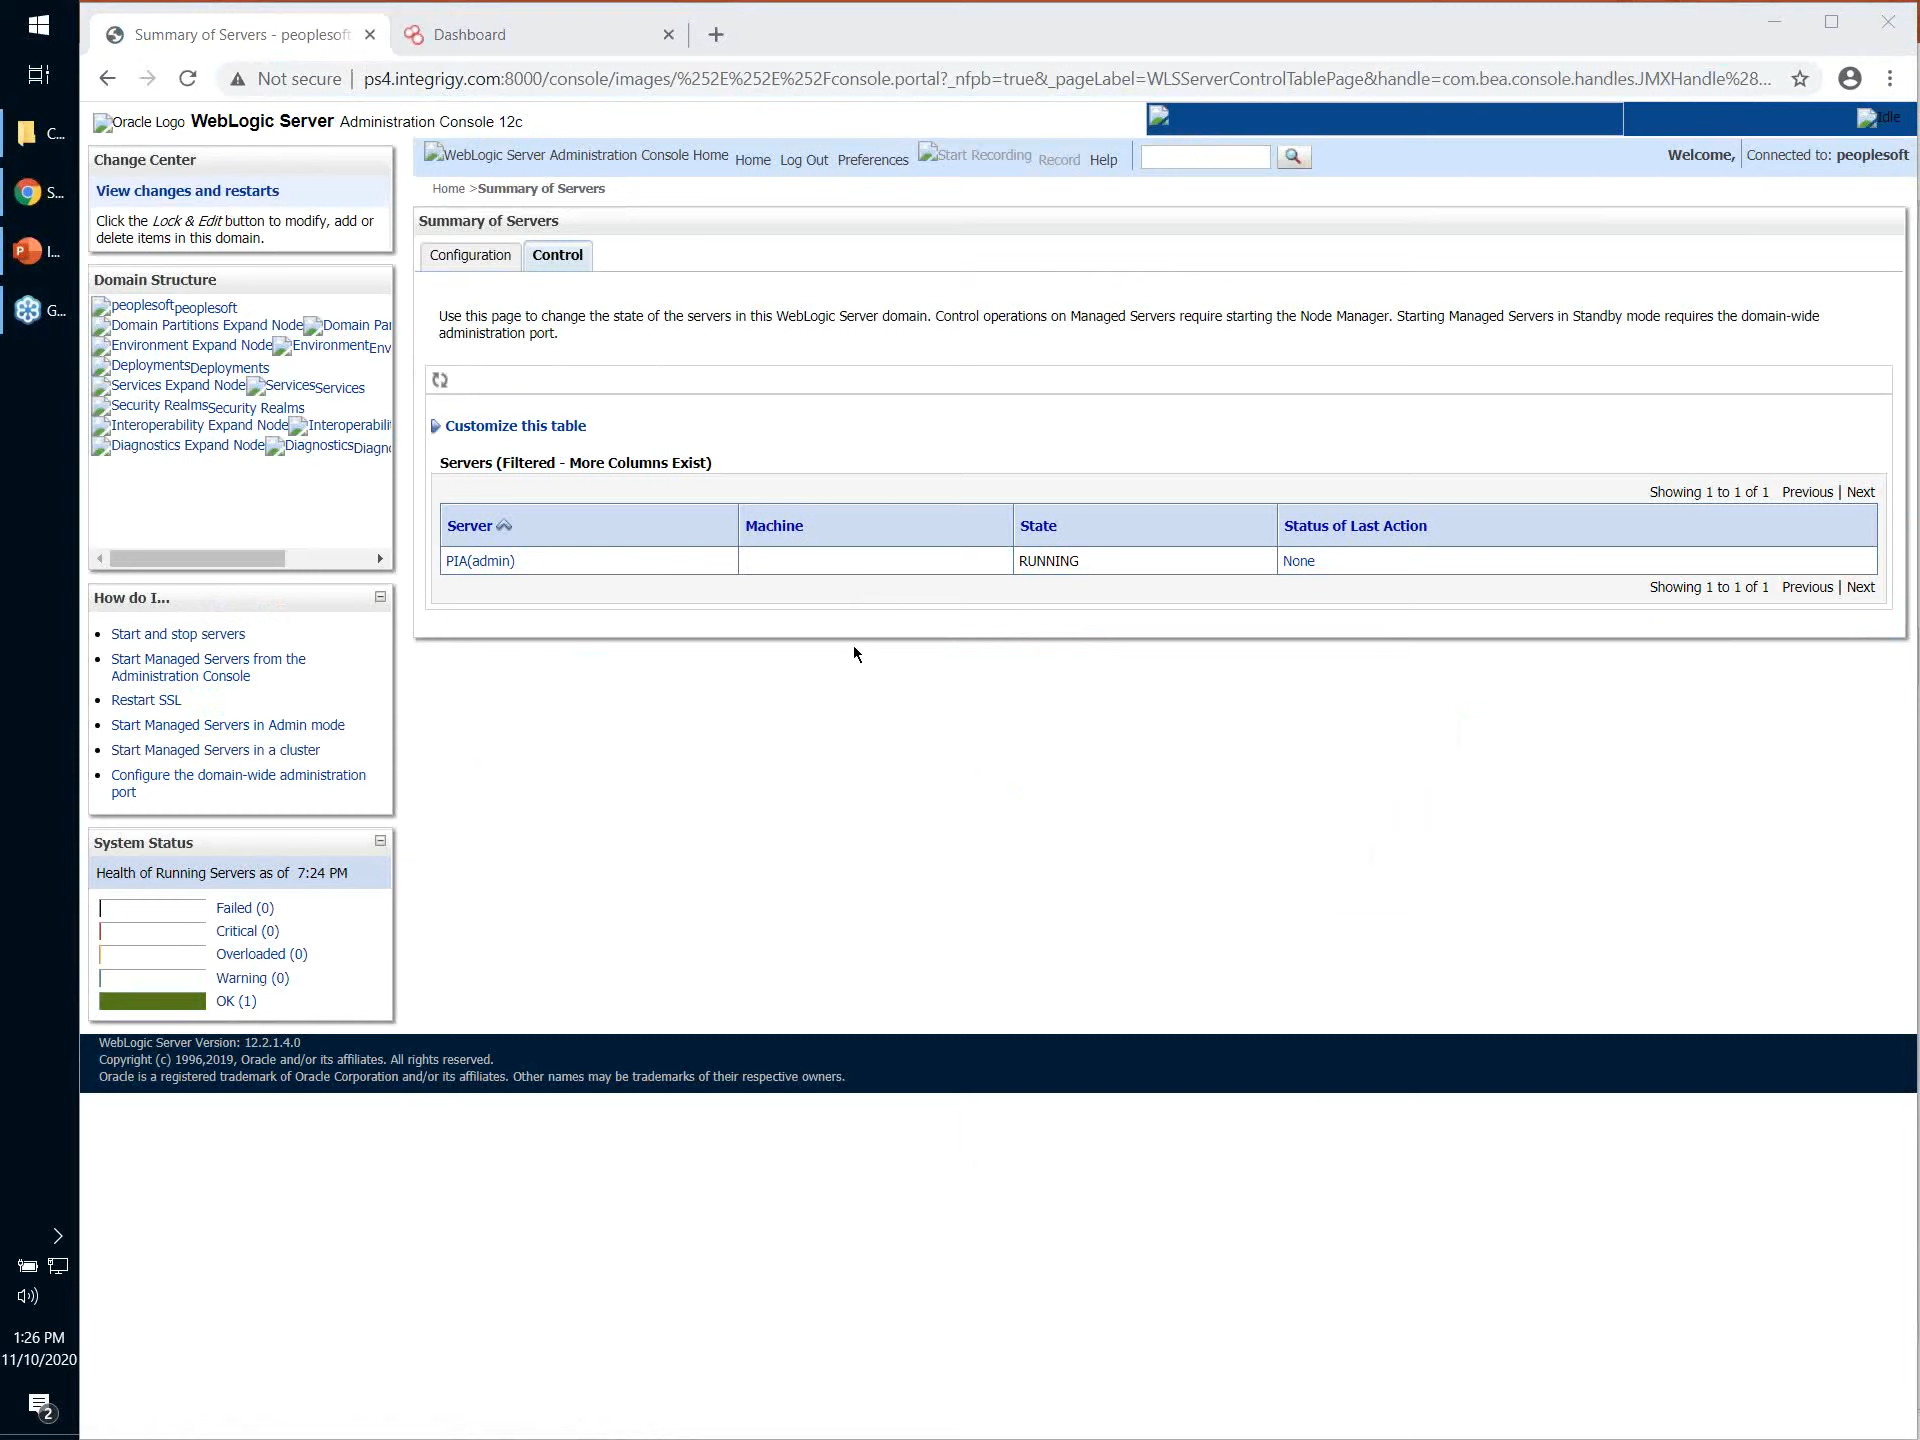 Summary of Servers - peoplesoft
Dashboard
Not secure
ps4.integrigy.com:8000/console/images/%252E%252E%252Fconsole.portal?_nfpb=true&_pageLabel=WLSServerControlTablePage&handle=com.bea.console.handles.JMXHandle%28...
C...
S...
I...
G...
Oracle Logo WebLogic Server Administration Console 12c
Idle
Change Center
View changes and restarts
Click the Lock & Edit button to modify, add or
delete items in this domain.
Domain Structure
peoplesoft peoplesoft
Domain Partitions Expand Node Domain Par
Environment Expand Node Environment Env
Deployments Deployments
Services Expand Node Services Services
Security Realms Security Realms
Interoperability Expand Node Interoperabili
Diagnostics Expand Node Diagnostics Diagn
How do I...
Start and stop servers
Start Managed Servers from the
Administration Console
Restart SSL
Start Managed Servers in Admin mode
Start Managed Servers in a cluster
Configure the domain-wide administration
port
System Status
Health of Running Servers as of 7:24 PM
Failed (0)
Critical (0)
Overloaded (0)
Warning (0)
OK (1)
WebLogic Server Administration Console Home Home Log Out Preferences Start Recording Record Help
Welcome, Connected to: peoplesoft
Home >Summary of Servers
Summary of Servers
Configuration Control
Use this page to change the state of the servers in this WebLogic Server domain. Control operations on Managed Servers require starting the Node Manager. Starting Managed Servers in Standby mode requires the domain-wide
administration port.
Customize this table
Servers (Filtered - More Columns Exist)
Showing 1 to 1 of 1 Previous | Next
Server Machine State Status of Last Action
PIA(admin) RUNNING None
Showing 1 to 1 of 1 Previous | Next
WebLogic Server Version: 12.2.1.4.0
Copyright (c) 1996,2019, Oracle and/or its affiliates. All rights reserved.
Oracle is a registered trademark of Oracle Corporation and/or its affiliates. Other names may be trademarks of their respective owners.
1:26 PM
11/10/2020
2